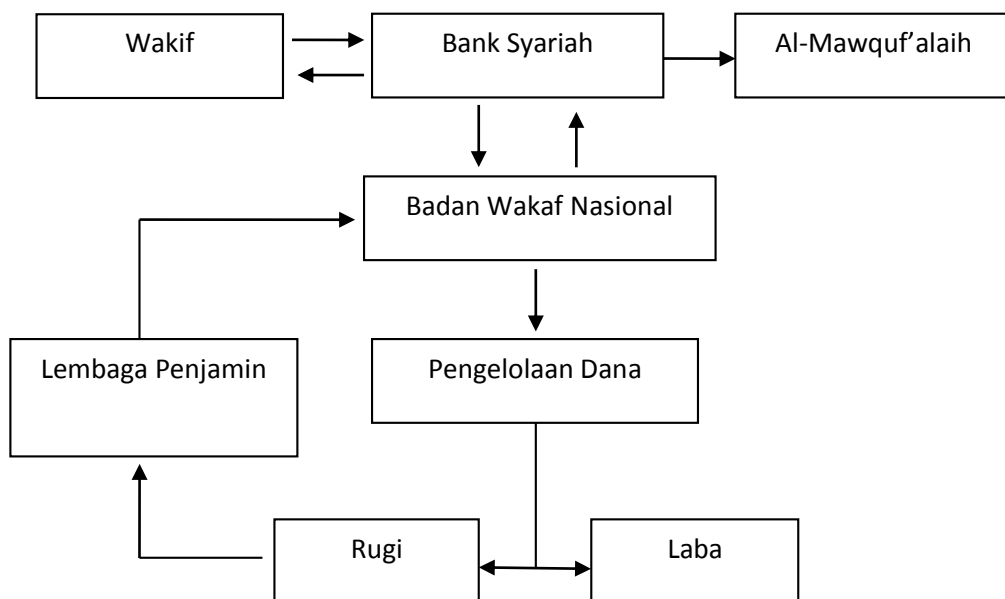 Wakif
Bank Syariah
Al-Mawquf’alaih
Badan Wakaf Nasional
Lembaga Penjamin
Pengelolaan Dana
Rugi
Laba